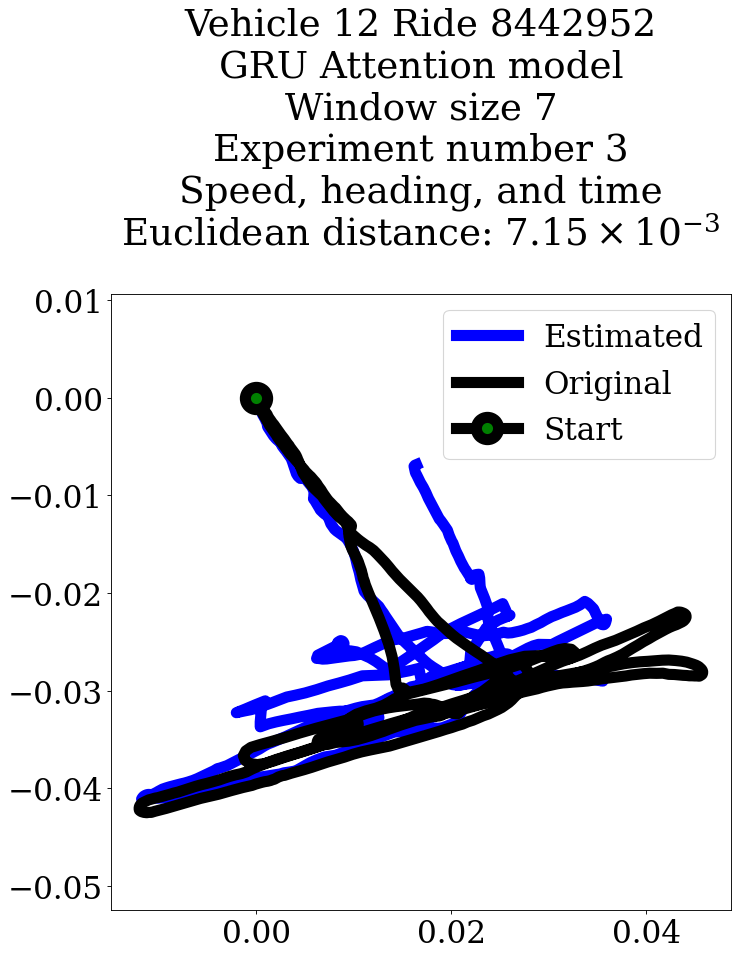 Vehicle 12 Ride 8442952
GRU Attention model
Window size 7
Experiment number 3
Speed, heading, and time
Euclidean distance: 7.15 × 10⁻³
0.01
0.00
−0.01
−0.02
−0.03
−0.04
−0.05
Estimated
Original
Start
0.00 0.02 0.04